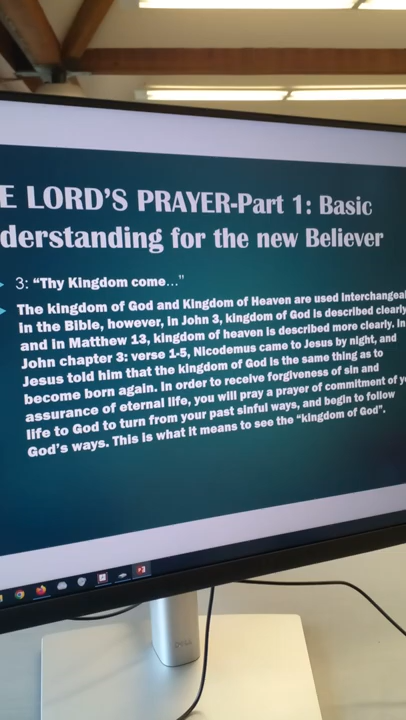 E LORD'S PRAYER-Part 1: Basic
derstanding for the new Believer
3: "Thy Kingdom come..."
The kingdom of God and Kingdom of Heaven are used interchangeal
In the Bible, however, in John 3, kingdom of God is described clearly
and in Matthew 13, kingdom of heaven is described more clearly, In
John chapter 3: verse 1-5, Nicodemus came to Jesus by night, and
Jesus told him that the kingdom of God is the same thing as to
become born again. In order to receive forgiveness of sin and
assurance of eternal life, you will pray a prayer of commitment of yo
life to God to turn from your past sinful ways, and begin to follow
God's ways. This is what it means to see the "kingdom of God".
DELL